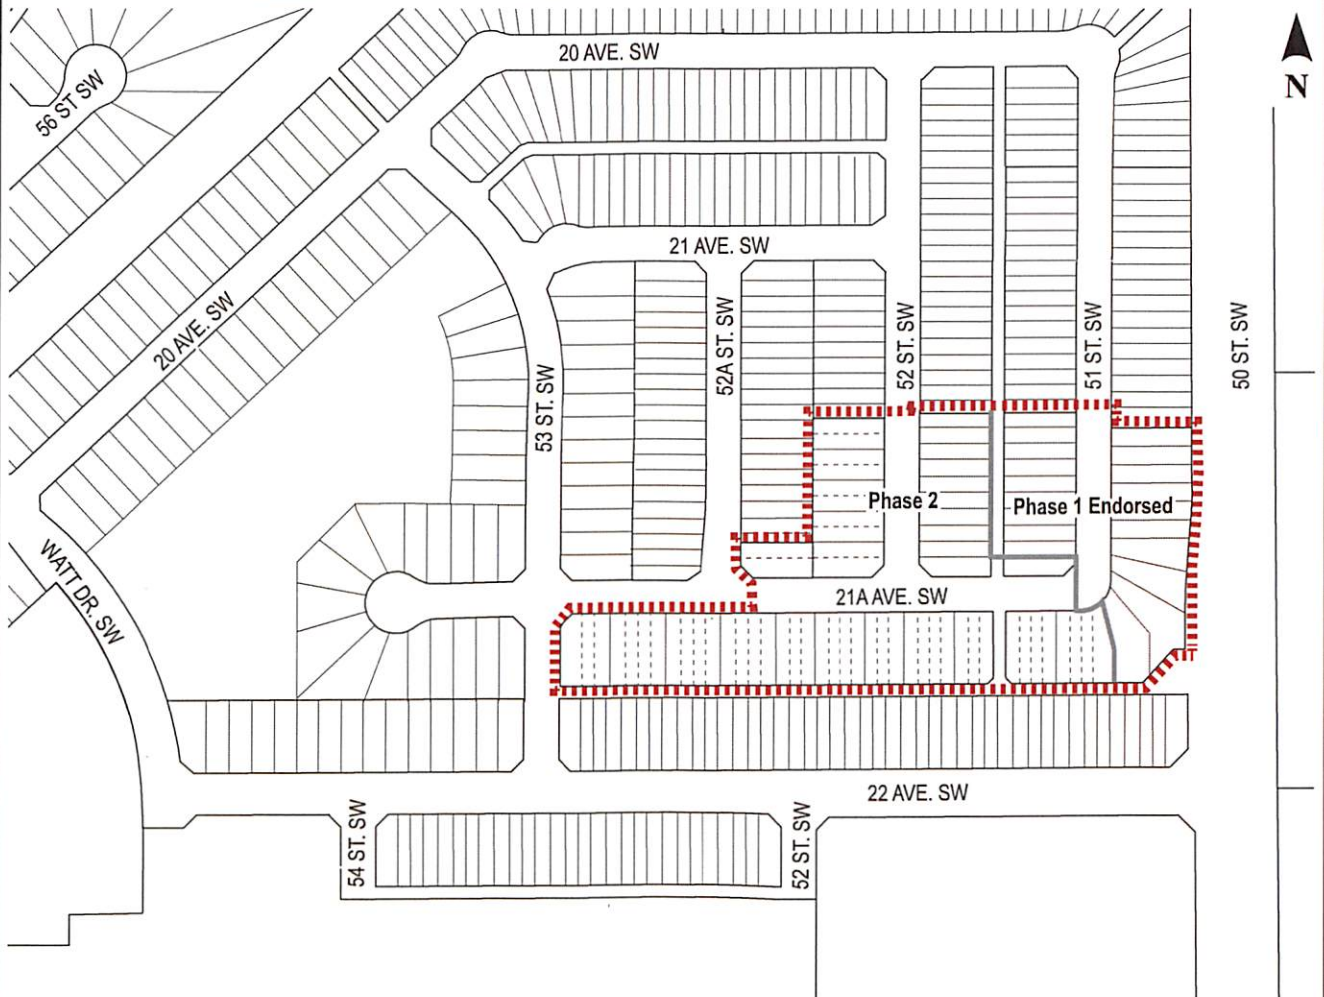 20 AVE. SW
N
56 ST SW
21 AVE. SW
20 AVE. SW
52A ST. SW
52 ST. SW
51 ST. SW
50 ST. SW
53 ST. SW
Phase 2
Phase 1 Endorsed
WATT DR. SW
21A AVE. SW
22 AVE. SW
54 ST. SW
52 ST. SW